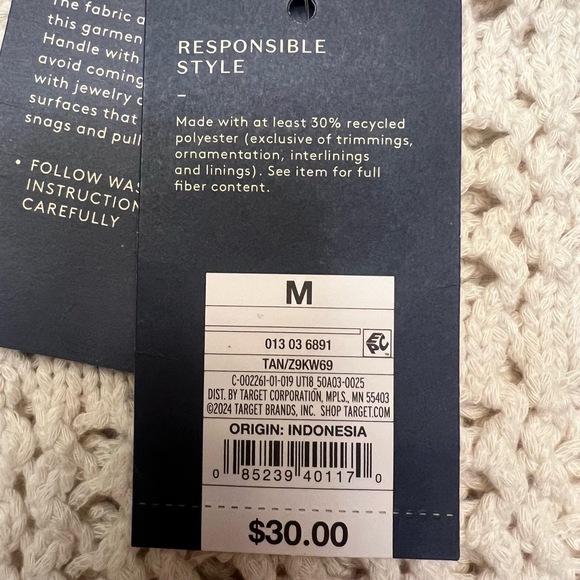 The fabric
this garmen
Handle with
avoid coming
with jewelry
surfaces that
snags and pull
• FOLLOW WAS
INSTRUCTION
CAREFULLY
RESPONSIBLE
STYLE
–
Made with at least 30% recycled
polyester (exclusive of trimmings,
ornamentation, interlinings
and linings). See item for full
fiber content.
M
013 03 6891
EPC
TAN/Z9KW69
C-002261-01-019 UT18 50A03-0025
DIST. BY TARGET CORPORATION, MPLS., MN 55403
©2024 TARGET BRANDS, INC. SHOP TARGET.COM
ORIGIN: INDONESIA
0 85239 40117 0
$30.00